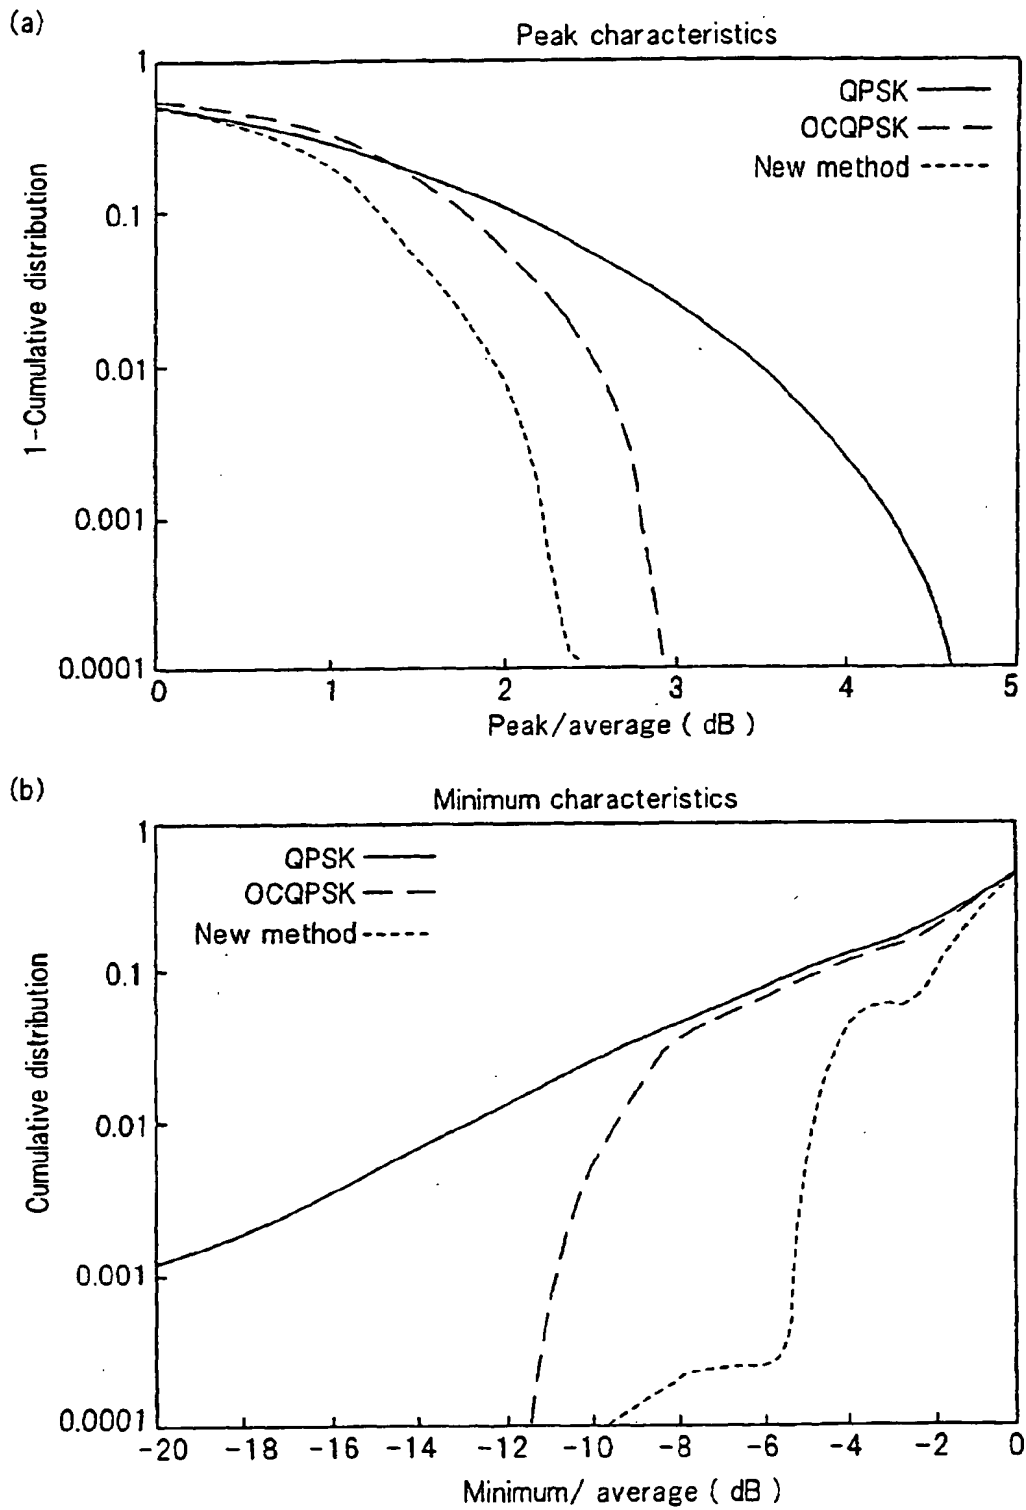 (a)
Peak characteristics
QPSK
OCQPSK
New method
1-Cumulative distribution
1
0.1
0.01
0.001
0.0001
0 1 2 3 4 5
Peak/average ( dB )
(b)
Minimum characteristics
QPSK
OCQPSK
New method
Cumulative distribution
1
0.1
0.01
0.001
0.0001
-20 -18 -16 -14 -12 -10 -8 -6 -4 -2 0
Minimum/ average ( dB )